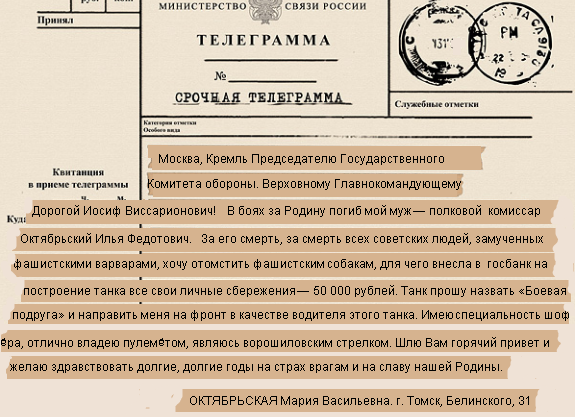 МИНИСТЕРСТВО СВЯЗИ РОССИИ
Принял
ТЕЛЕГРАММА
№
СРОЧНАЯ ТЕЛЕГРАММА
Служебные отметки
Категория отметки
Особого вида
Квитанция
в приеме телеграммы
Москва, Кремль Председателю Государственного
Комитета обороны. Верховному Главнокомандующему
Дорогой Иосиф Виссарионович! В боях за Родину погиб мой муж— полковой комиссар
Октябрьский Илья Федотович. За его смерть, за смерть всех советских людей, замученных
фашистскими варварами, хочу отомстить фашистским собакам, для чего внесла в госбанк на
построение танка все свои личные сбережения— 50 000 рублей. Танк прошу назвать «Боевая
подруга» и направить меня на фронт в качестве водителя этого танка. Имею специальность шоф
ера, отлично владею пулеметом, являюсь ворошиловским стрелком. Шлю Вам горячий привет и
желаю здравствовать долгие, долгие годы на страх врагам и на славу нашей Родины.
ОКТЯБРЬСКАЯ Мария Васильевна. г. Томск, Белинского, 31